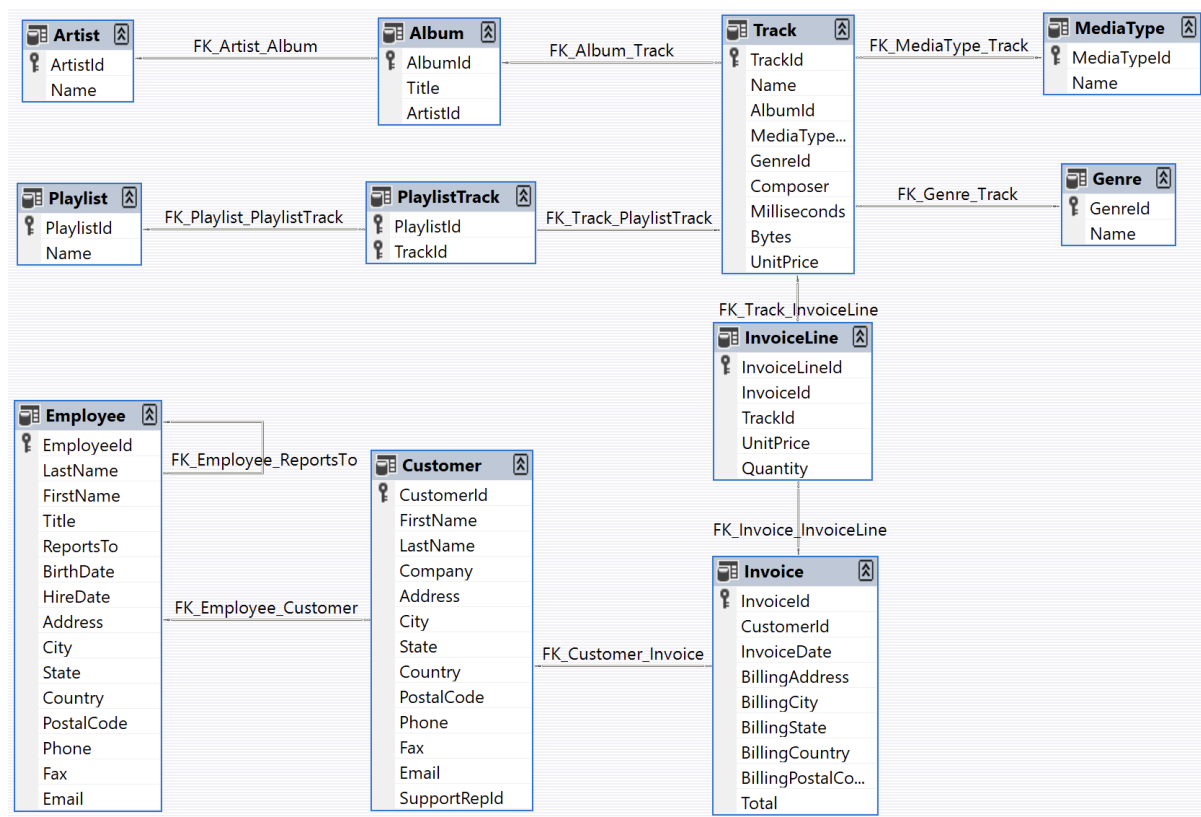 Artist
ArtistId
Name
FK_Artist_Album
Album
AlbumId
Title
ArtistId
FK_Album_Track
Track
TrackId
Name
AlbumId
MediaType...
GenreId
Composer
Milliseconds
Bytes
UnitPrice
FK_MediaType_Track
MediaType
MediaTypeId
Name
Playlist
PlaylistId
Name
FK_Playlist_PlaylistTrack
PlaylistTrack
PlaylistId
TrackId
FK_Track_PlaylistTrack
FK_Genre_Track
Genre
GenreId
Name
FK_Track_InvoiceLine
InvoiceLine
InvoiceLineId
InvoiceId
TrackId
UnitPrice
Quantity
Employee
EmployeeId
LastName
FirstName
Title
ReportsTo
BirthDate
HireDate
Address
City
State
Country
PostalCode
Phone
Fax
Email
FK_Employee_ReportsTo
FK_Employee_Customer
Customer
CustomerId
FirstName
LastName
Company
Address
City
State
Country
PostalCode
Phone
Fax
Email
SupportRepId
FK_Customer_Invoice
FK_Invoice_InvoiceLine
Invoice
InvoiceId
CustomerId
InvoiceDate
BillingAddress
BillingCity
BillingState
BillingCountry
BillingPostalCo...
Total